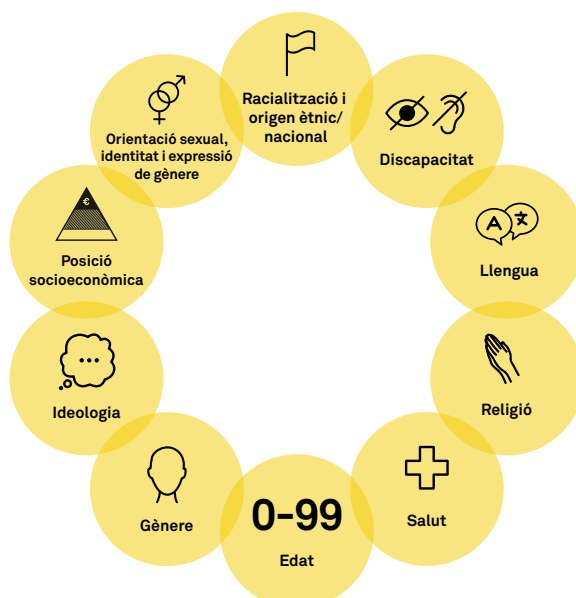 Racialització i
origen ètnic/
nacional
Discapacitat
A 文
Llengua
Religió
Salut
0-99
Edat
Gènere
...
Ideologia
€
Posició
socioeconòmica
Orientació sexual,
identitat i expressió
de gènere